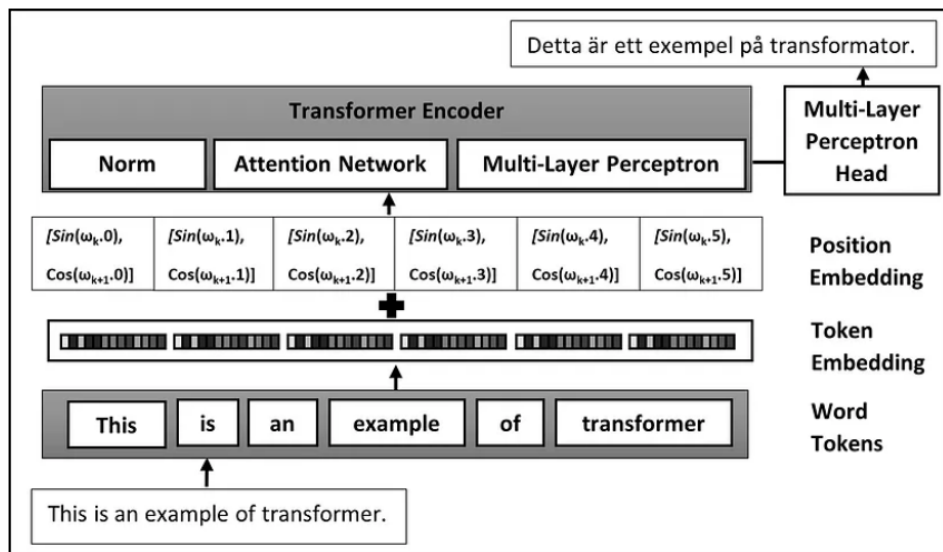 Detta är ett exempel på transformator.
Transformer Encoder
Norm
Attention Network
Multi-Layer Perceptron
Multi-Layer
Perceptron
Head
[Sin(ωk.0),
Cos(ωk+1.0)]
[Sin(ωk.1),
Cos(ωk+1.1)]
[Sin(ωk.2),
Cos(ωk+1.2)]
[Sin(ωk.3),
Cos(ωk+1.3)]
[Sin(ωk.4),
Cos(ωk+1.4)]
[Sin(ωk.5),
Cos(ωk+1.5)]
Position
Embedding
Token
Embedding
This
is
an
example
of
transformer
Word
Tokens
This is an example of transformer.